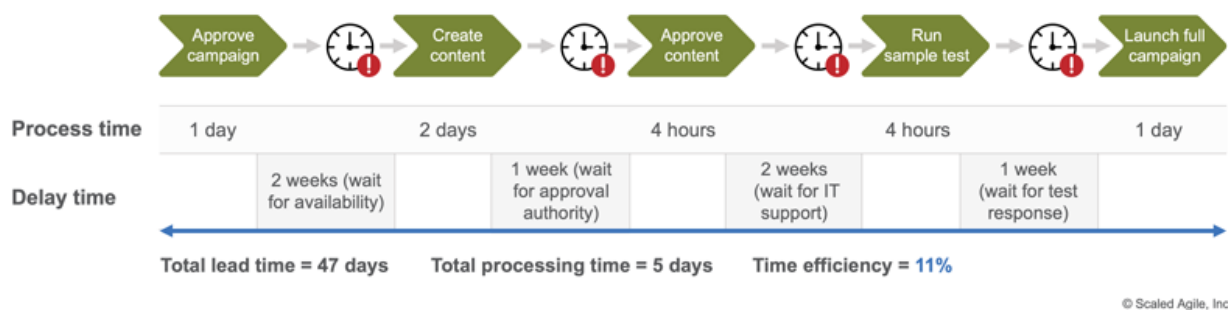 Approve
campaign
Create
content
Approve
content
Run
sample test
Launch full
campaign
Process time
1 day
2 days
4 hours
4 hours
1 day
Delay time
2 weeks (wait
for availability)
1 week (wait
for approval
authority)
2 weeks
(wait for IT
support)
1 week
(wait for test
response)
Total lead time = 47 days
Total processing time = 5 days
Time efficiency = 11%
© Scaled Agile, Inc